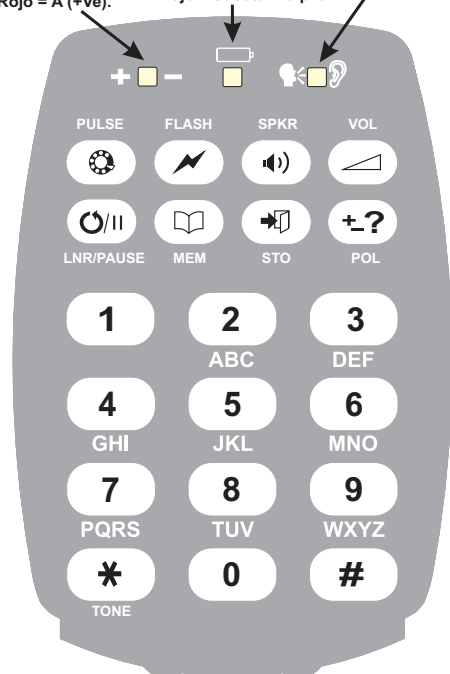 Rojo = A (+ve).
+ −
PULSE FLASH SPKR VOL
LNR/PAUSE MEM STO POL
+-?
1 2 3
ABC DEF
4 5 6
GHI JKL MNO
7 8 9
PQRS TUV WXYZ
* 0 #
TONE